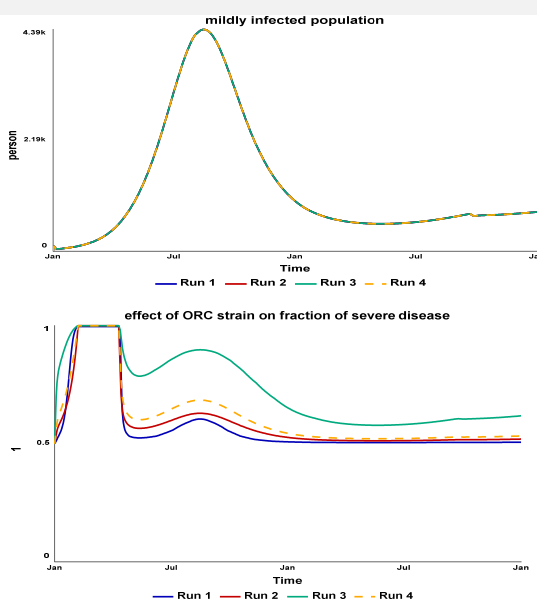 mildly infected population
4.39k
2.19k
0
person
Jan Jul Jan Jul Ja
Time
Run 1 Run 2 Run 3 Run 4
effect of ORC strain on fraction of severe disease
1
0.5
0
1
Jan Jul Jan Jul Jan
Time
Run 1 Run 2 Run 3 Run 4